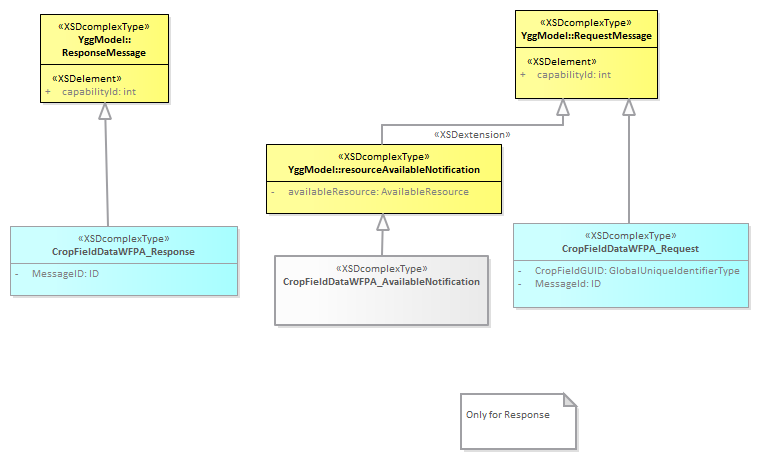 «XSDcomplexType»
YggModel::
ResponseMessage
«XSDelement»
+ capabilityId: int
«XSDcomplexType»
YggModel::RequestMessage
«XSDelement»
+ capabilityId: int
«XSDextension»
«XSDcomplexType»
YggModel::resourceAvailableNotification
- availableResource: AvailableResource
«XSDcomplexType»
CropFieldDataWFPA_Response
- MessageID: ID
«XSDcomplexType»
CropFieldDataWFPA_AvailableNotification
«XSDcomplexType»
CropFieldDataWFPA_Request
- CropFieldGUID: GlobalUniqueIdentifierType
- MessageId: ID
Only for Response